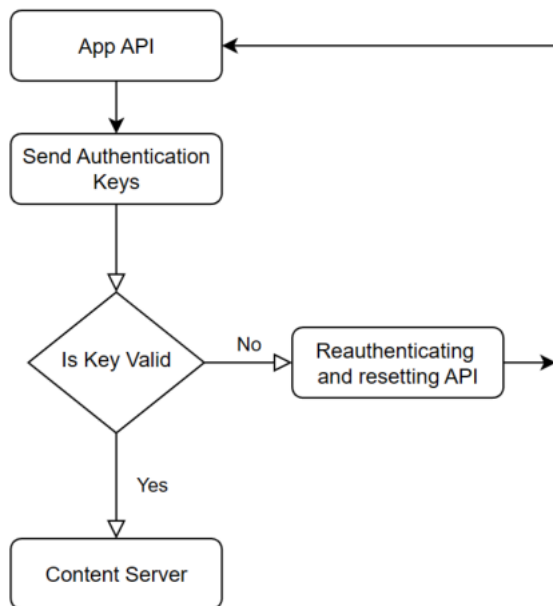 App API
Send Authentication
Keys
Is Key Valid
No
Reauthenticating
and resetting API
Yes
Content Server